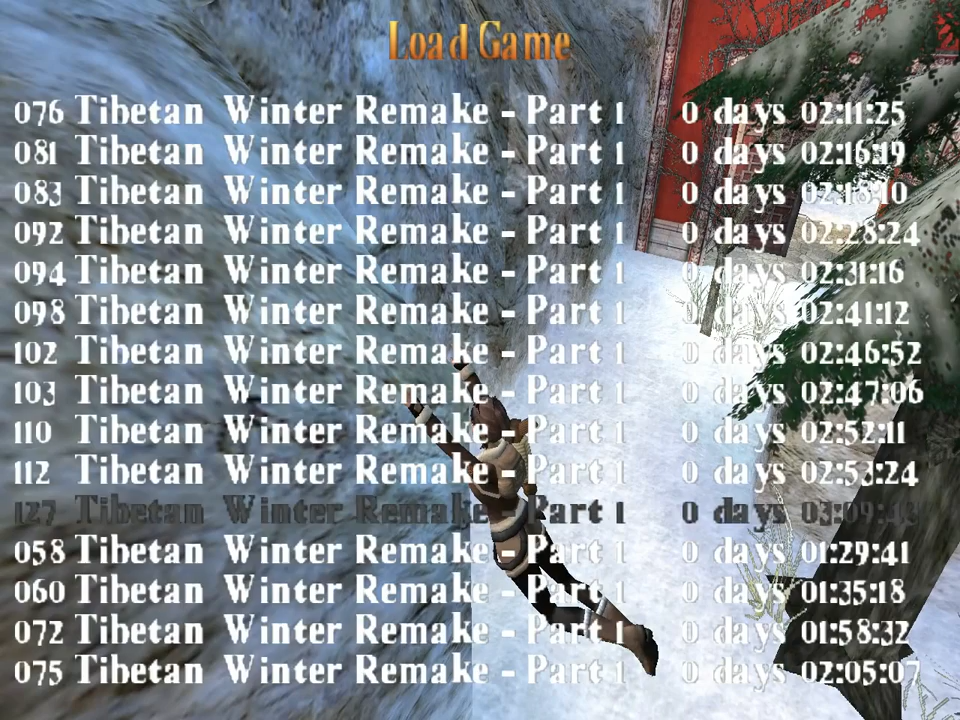 Load Game
076 Tibetan Winter Remake - Part 1 0 days 02:11:25
081 Tibetan Winter Remake - Part 1 0 days 02:16:19
083 Tibetan Winter Remake - Part 1 0 days 02:18:10
092 Tibetan Winter Remake - Part 1 0 days 02:28:24
094 Tibetan Winter Remake - Part 1 0 days 02:31:16
098 Tibetan Winter Remake - Part 1 0 days 02:41:12
102 Tibetan Winter Remake - Part 1 0 days 02:46:52
103 Tibetan Winter Remake - Part 1 0 days 02:47:06
110 Tibetan Winter Remake - Part 1 0 days 02:52:11
112 Tibetan Winter Remake - Part 1 0 days 02:53:24
127 Tibetan Winter Remake - Part 1 0 days
058 Tibetan Winter Remake - Part 1 0 days 01:29:41
060 Tibetan Winter Remake - Part 1 0 days 01:35:18
072 Tibetan Winter Remake - Part 1 0 days 01:58:32
075 Tibetan Winter Remake - Part 1 0 days 02:05:07